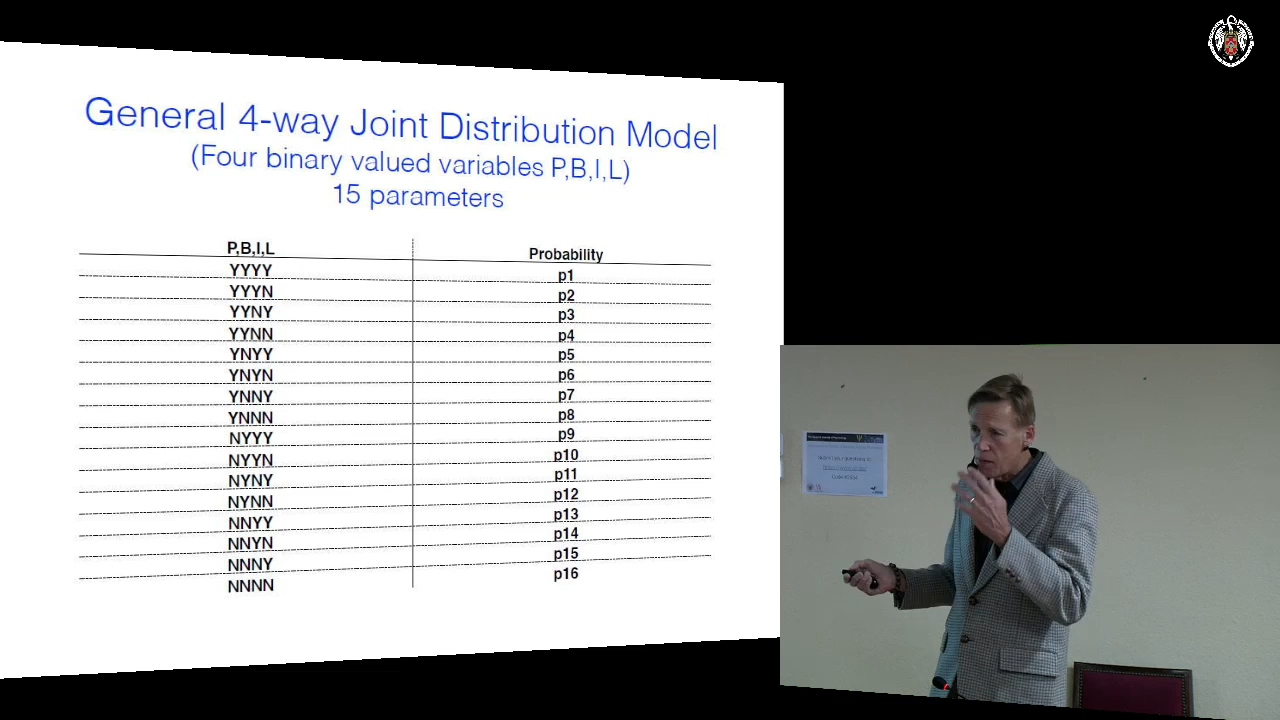 General 4-way Joint Distribution Model
(Four binary valued variables P,B,I,L)
15 parameters
P,B,I,L Probability
YYYY p1
YYYN p2
YYNY p3
YYNN p4
YNYY p5
YNYN p6
YNNY p7
YNNN p8
NYYY p9
NYYN p10
NYNY p11
NYNN p12
NNYY p13
NNYN p14
NNNY p15
NNNN p16